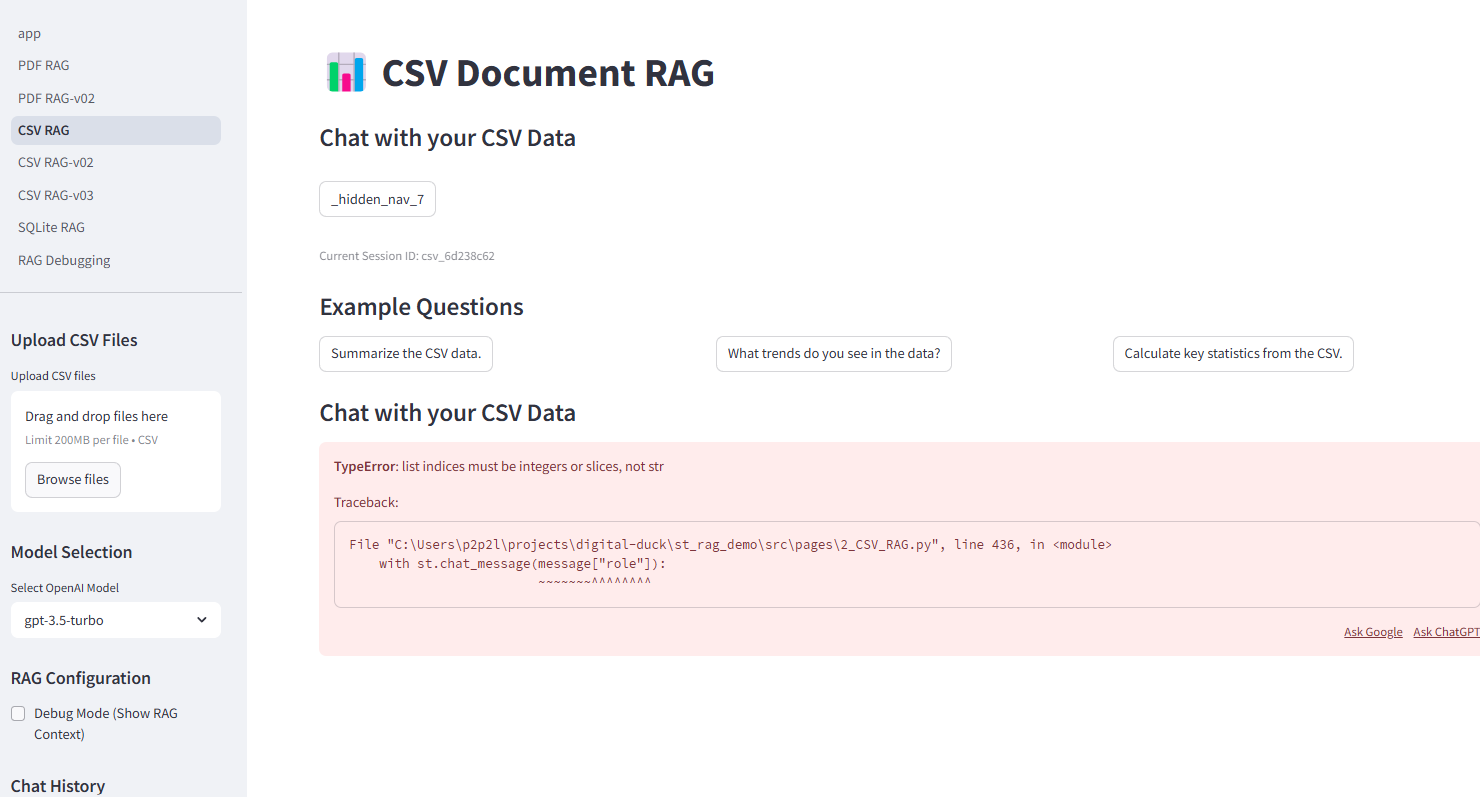 app
PDF RAG
PDF RAG-v02
CSV RAG
CSV RAG-v02
CSV RAG-v03
SQLite RAG
RAG Debugging
Upload CSV Files
Upload CSV files
Drag and drop files here
Limit 200MB per file • CSV
Browse files
Model Selection
Select OpenAI Model
gpt-3.5-turbo
RAG Configuration
Debug Mode (Show RAG
Context)
Chat History
CSV Document RAG
Chat with your CSV Data
_hidden_nav_7
Current Session ID: csv_6d238c62
Example Questions
Summarize the CSV data.
What trends do you see in the data?
Calculate key statistics from the CSV.
Chat with your CSV Data
TypeError: list indices must be integers or slices, not str
Traceback:
File "C:\Users\p2p2l\projects\digital-duck\st_rag_demo\src\pages\2_CSV_RAG.py", line 436, in <module>
    with st.chat_message(message["role"]):
                         ~~~~~~~^^^^^^^^
Ask Google Ask ChatGPT